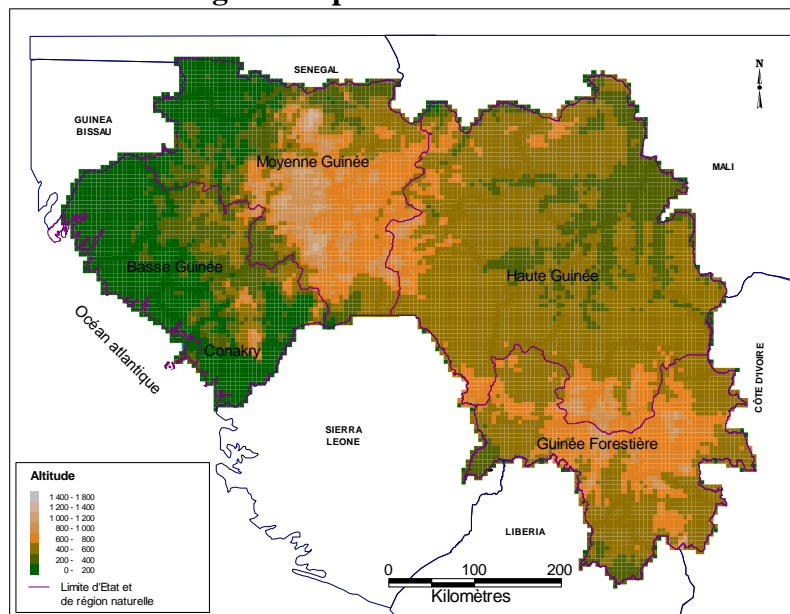 SENEGAL
N
GUINEA
BISSAU
Moyenne Guinée
MALI
Basse Guinée
Haute Guinée
Océan atlantique
Conakry
CÔTE D'IVOIRE
SIERRA
LEONE
Guinée Forestière
LIBERIA
Altitude
1 400 - 1 800
1 200 - 1 400
1 000 - 1 200
800 - 1 000
600 - 800
400 - 600
200 - 400
0 - 200
Limite d'Etat et
de région naturelle
0 100 200
Kilomètres